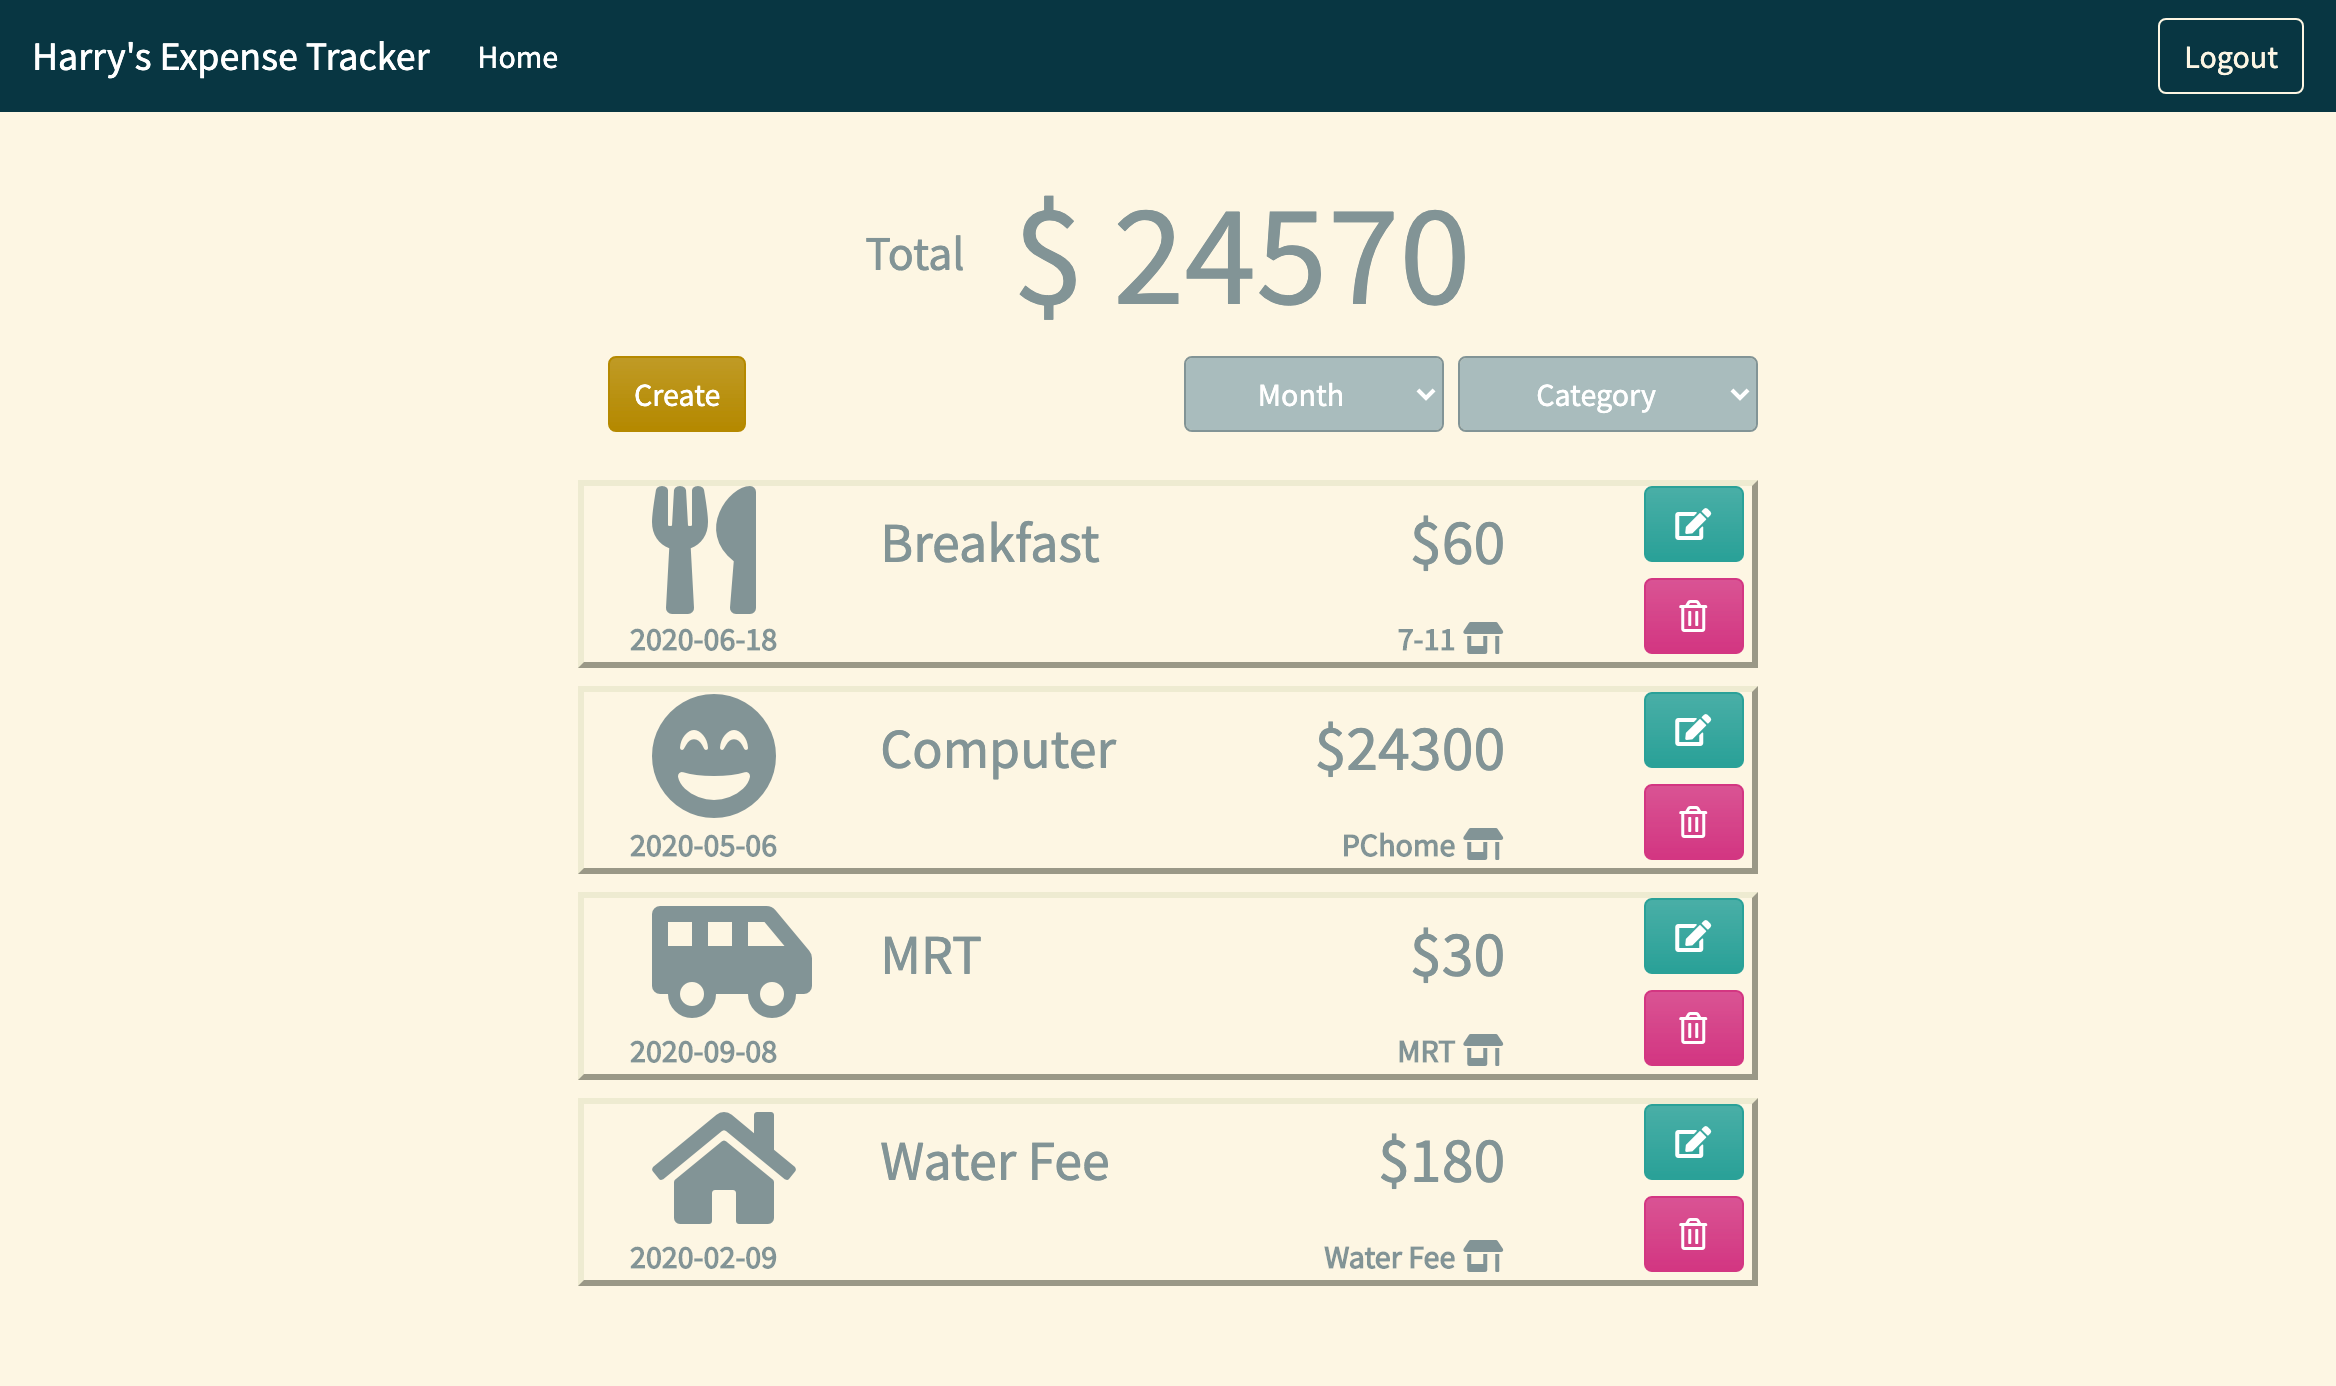 Harry's Expense Tracker Home Logout
Total $ 24570
Create Month Category
Breakfast $60
2020-06-18 7-11
Computer $24300
2020-05-06 PChome
MRT $30
2020-09-08 MRT
Water Fee $180
2020-02-09 Water Fee